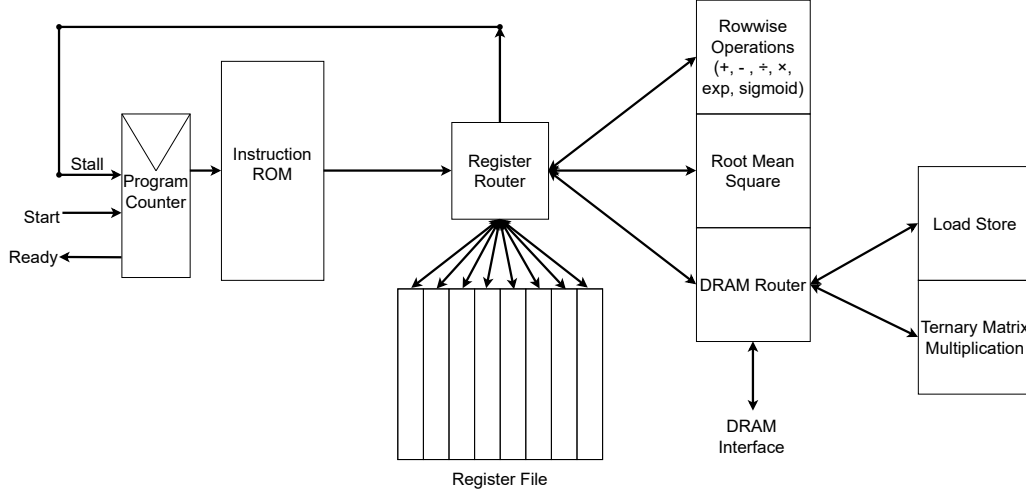 Stall
Program
Counter
Start
Ready
Instruction
ROM
Register
Router
Register File
Rowwise
Operations
(+, - , ÷, ×,
exp, sigmoid)
Root Mean
Square
DRAM Router
DRAM
Interface
Load Store
Ternary Matrix
Multiplication